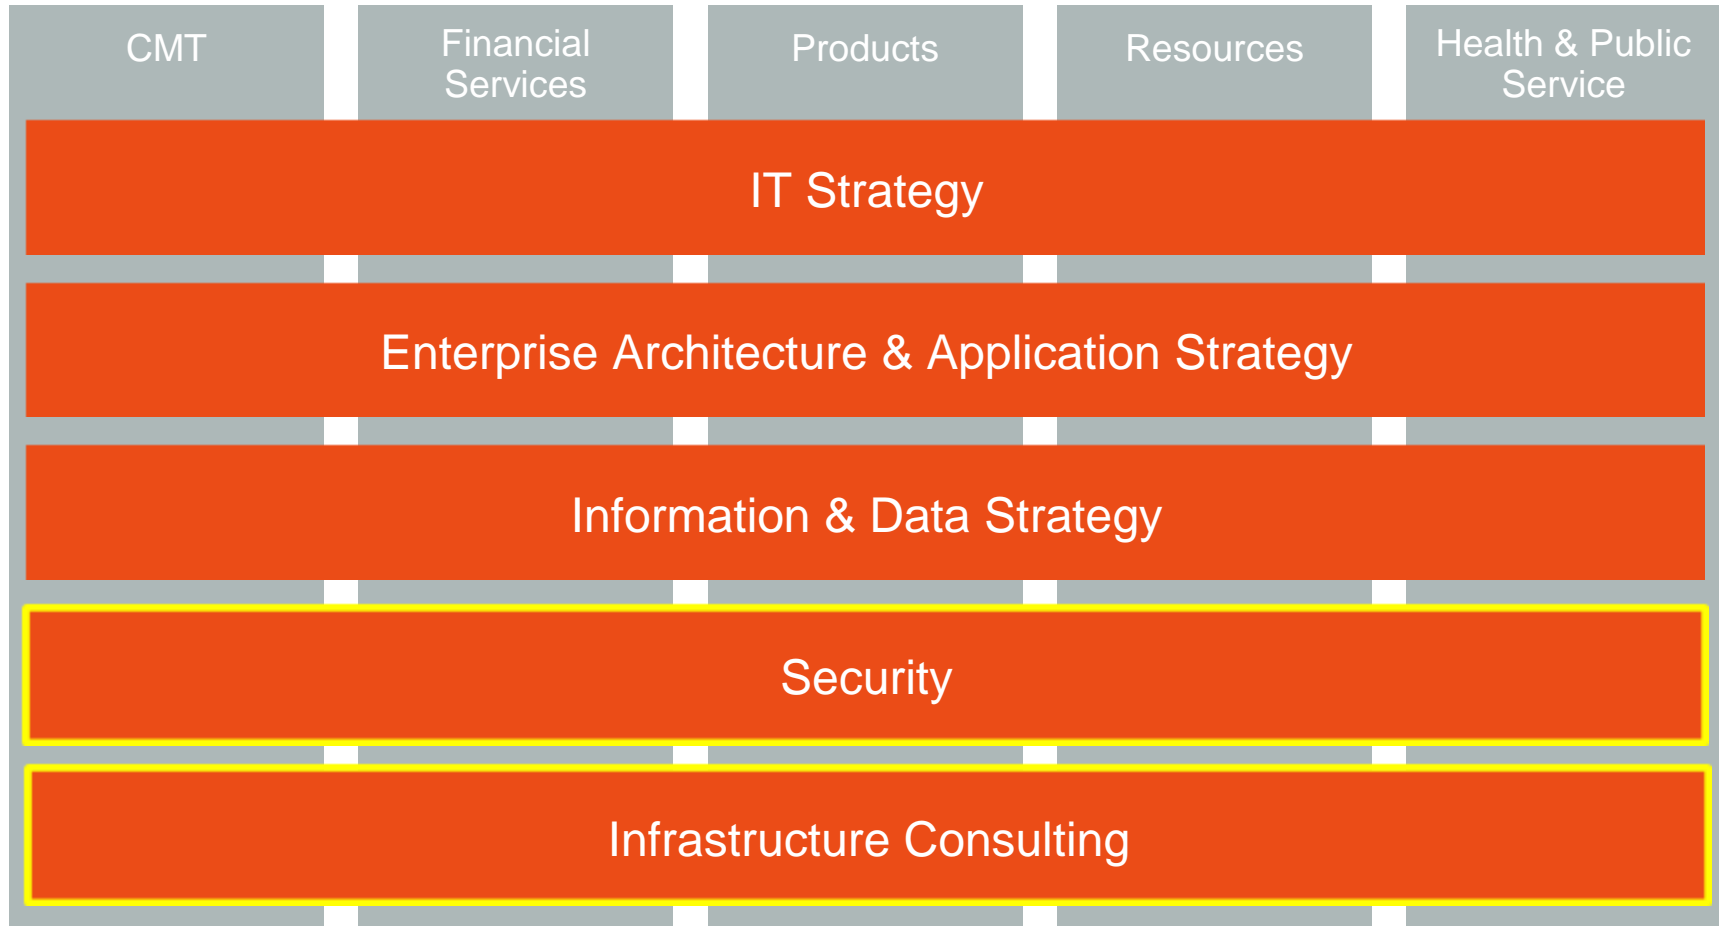 CMT
Financial
Services
Products
Resources
Health & Public
Service
IT Strategy
Enterprise Architecture & Application Strategy
Information & Data Strategy
Security
Infrastructure Consulting